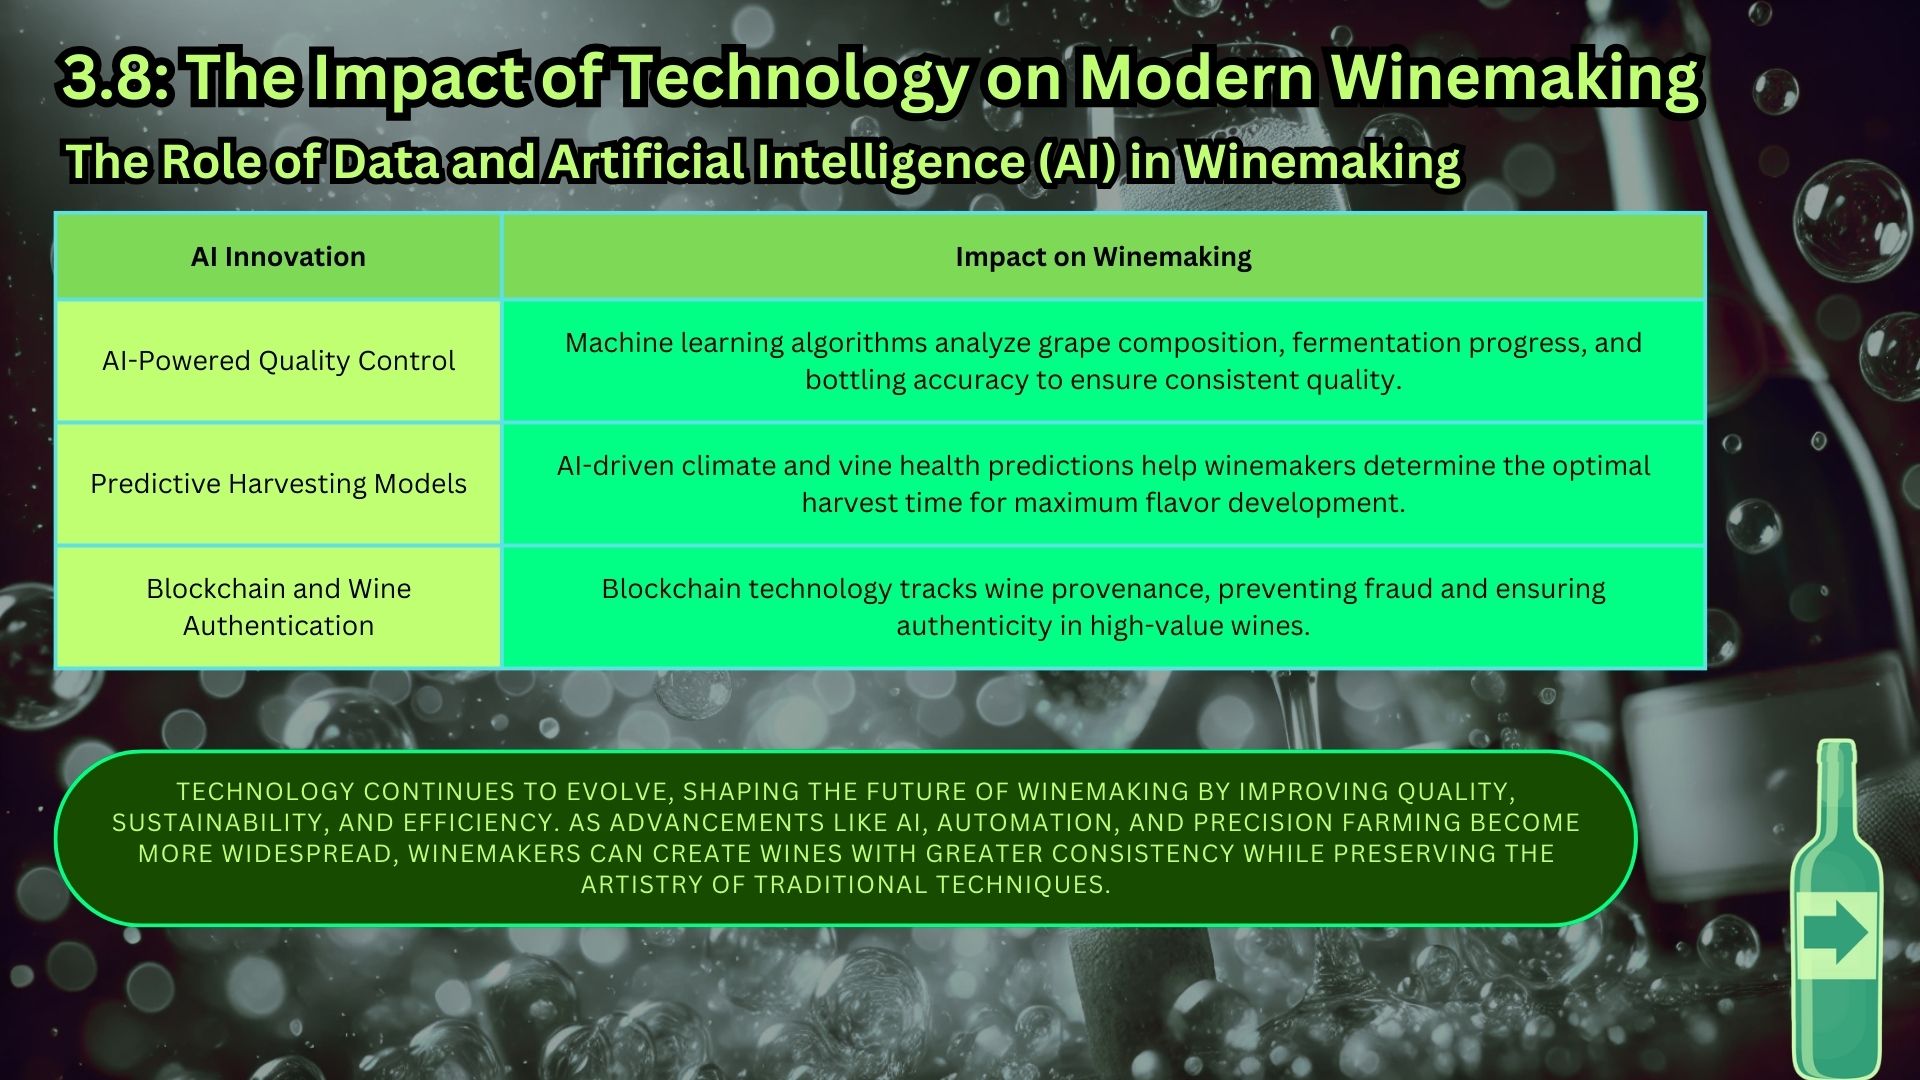 3.8: The Impact of Technology on Modern Winemaking
The Role of Data and Artificial Intelligence (AI) in Winemaking
AI Innovation
Impact on Winemaking
AI-Powered Quality Control
Machine learning algorithms analyze grape composition, fermentation progress, and
bottling accuracy to ensure consistent quality.
Predictive Harvesting Models
AI-driven climate and vine health predictions help winemakers determine the optimal
harvest time for maximum flavor development.
Blockchain and Wine
Authentication
Blockchain technology tracks wine provenance, preventing fraud and ensuring
authenticity in high-value wines.
TECHNOLOGY CONTINUES TO EVOLVE, SHAPING THE FUTURE OF WINEMAKING BY IMPROVING QUALITY,
SUSTAINABILITY, AND EFFICIENCY. AS ADVANCEMENTS LIKE AI, AUTOMATION, AND PRECISION FARMING BECOME
MORE WIDESPREAD, WINEMAKERS CAN CREATE WINES WITH GREATER CONSISTENCY WHILE PRESERVING THE
ARTISTRY OF TRADITIONAL TECHNIQUES.